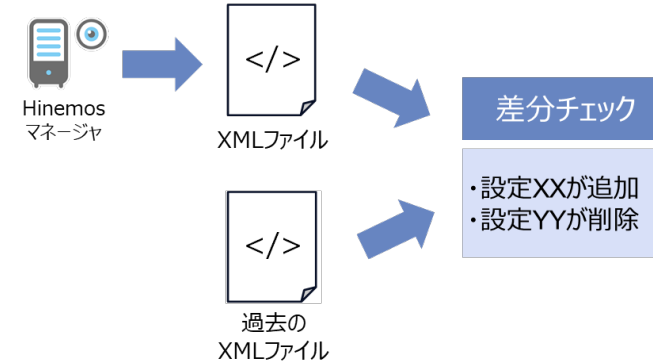 Hinemos
マネージャ
</>
XMLファイル
</>
過去の
XMLファイル
差分チェック
・設定XXが追加
・設定YYが削除